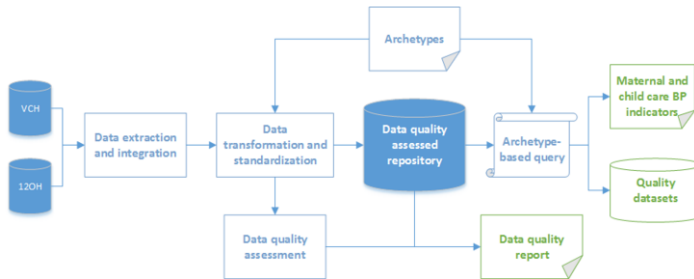 Archetypes
VCH
12OH
Data extraction
and integration
Data
transformation and
standardization
Data quality
assessed
repository
Archetype-
based query
Maternal and
child care BP
indicators
Quality
datasets
Data quality
assessment
Data quality
report